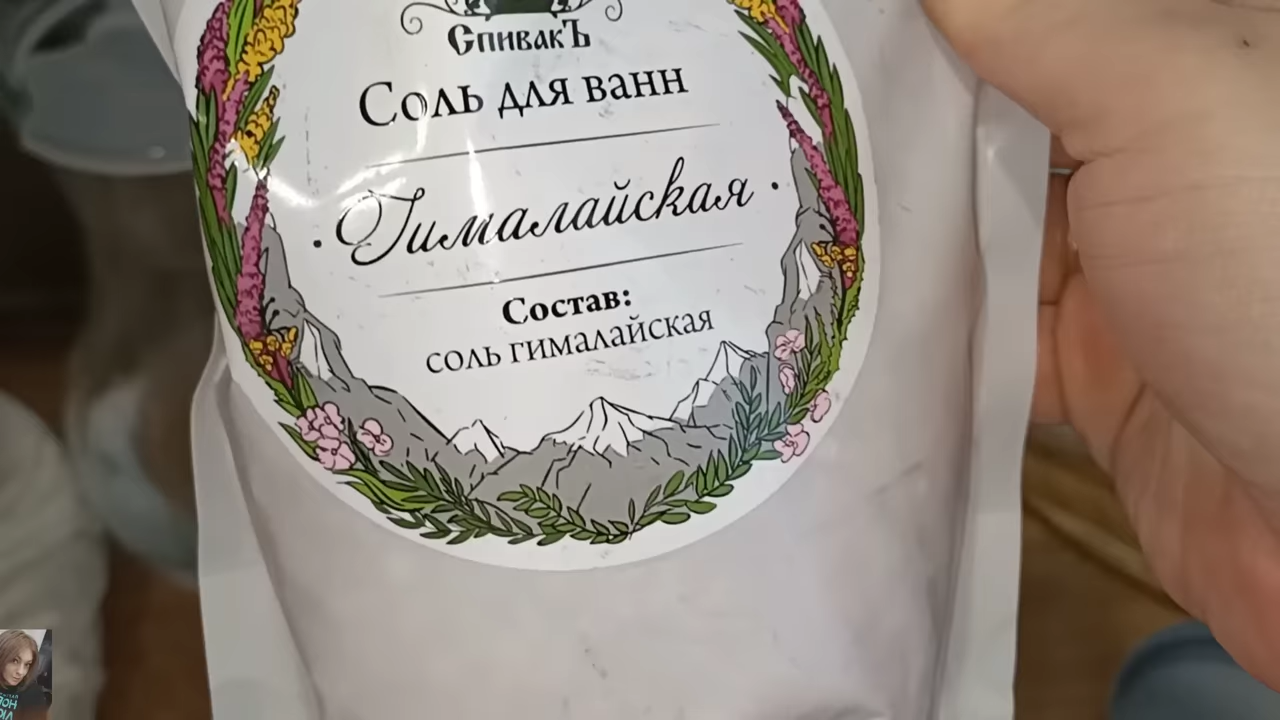 СпивакЪ
Соль для ванн
· Гималайская ·
Состав:
соль гималайская